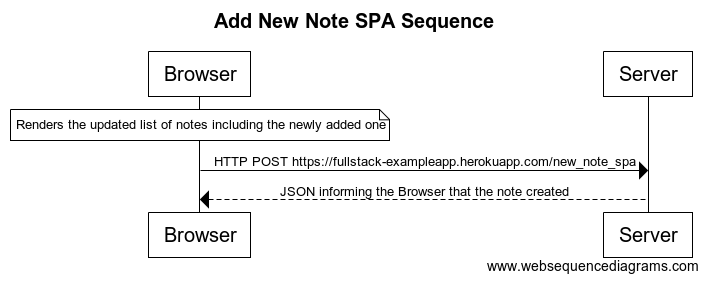 Add New Note SPA Sequence
Browser
Server
Renders the updated list of notes including the newly added one
HTTP POST https://fullstack-exampleapp.herokuapp.com/new_note_spa
JSON informing the Browser that the note created
Browser
Server
www.websequencediagrams.com